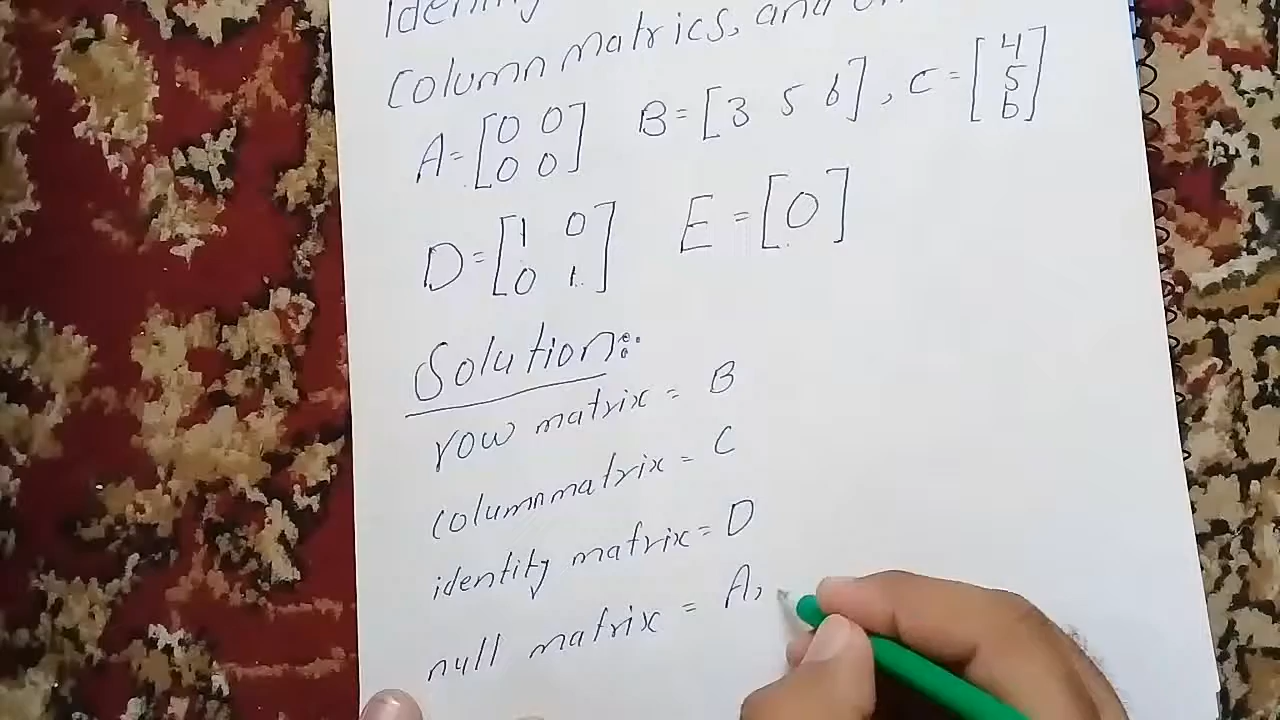 Column matrics, and
A = [0 0 B = [3 5 6], C = [4
0 0] 5
6]
D = [1 0 E = [0]
0 1]
Solution:
row matrix = B
column matrix = C
identity matrix = D
null matrix = A,